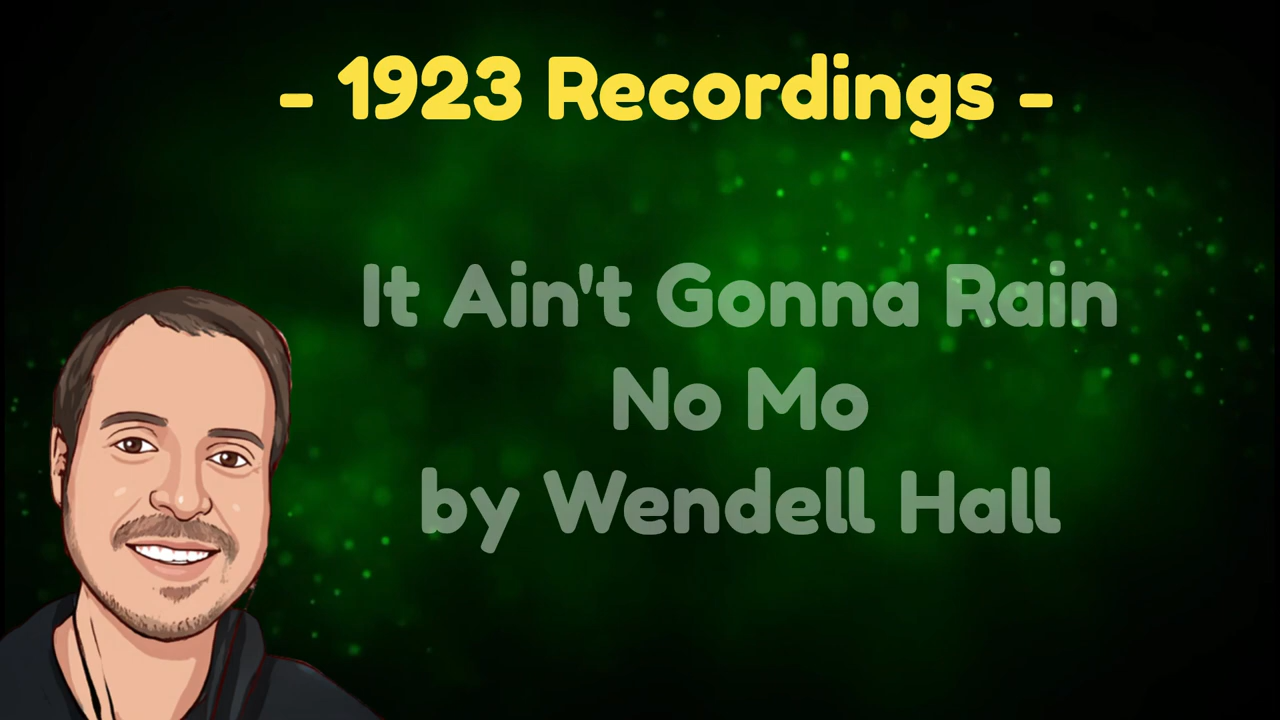 - 1923 Recordings -
It Ain't Gonna Rain
No Mo
by Wendell Hall